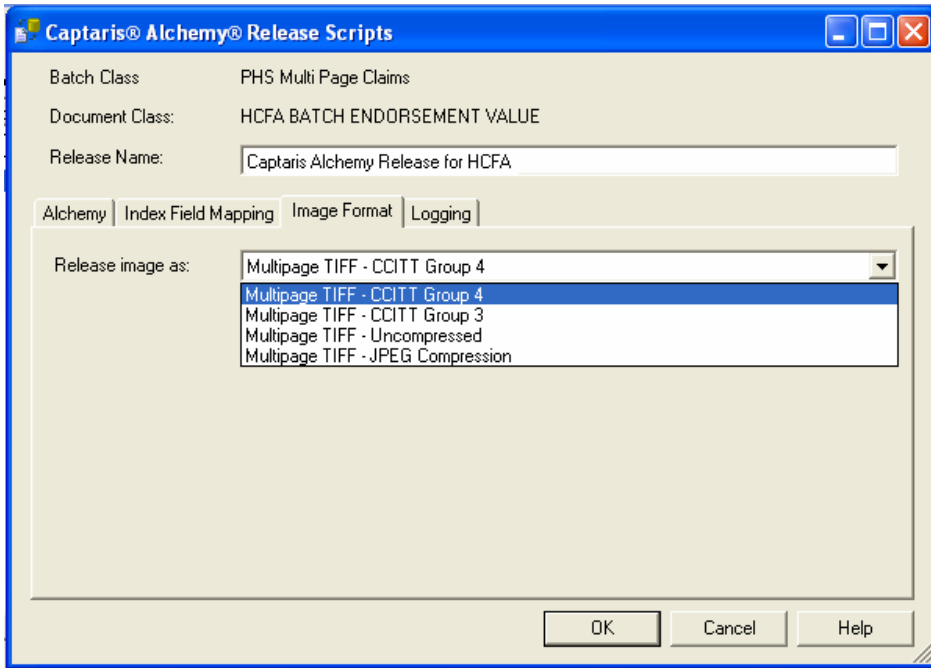 Captaris® Alchemy® Release Scripts
Batch Class PHS Multi Page Claims
Document Class: HCFA BATCH ENDORSEMENT VALUE
Release Name: Captaris Alchemy Release for HCFA
Alchemy Index Field Mapping Image Format Logging
Release image as: Multipage TIFF - CCITT Group 4
Multipage TIFF - CCITT Group 4
Multipage TIFF - CCITT Group 3
Multipage TIFF - Uncompressed
Multipage TIFF - JPEG Compression
OK Cancel Help